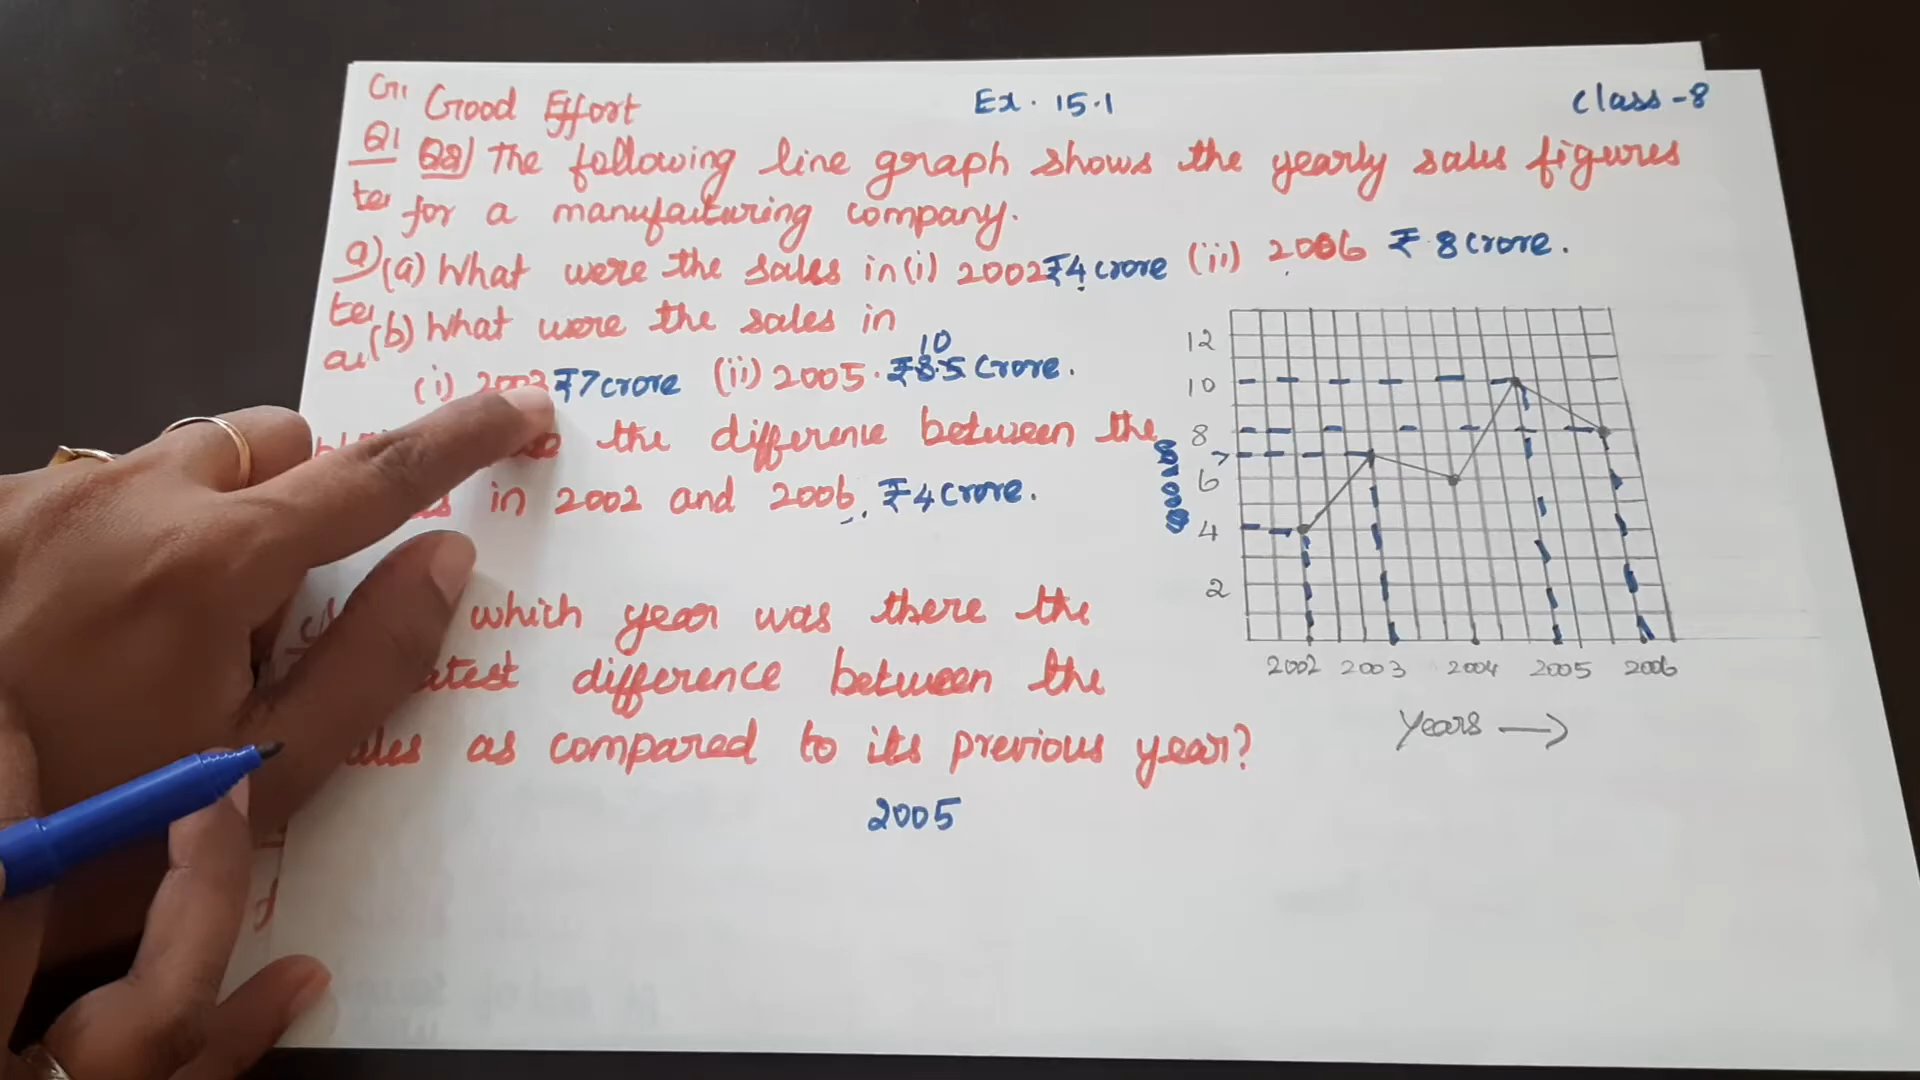 Good Effort
Ex. 15.1
Class-8
Q1
Q3) The following line graph shows the yearly sales figures
for a manufacturing company.
a) (a) What were the sales in (i) 2002 ₹4 crore (ii) 2006 ₹ 8 crore.
(b) What were the sales in
10
(i) 2003 ₹7 crore (ii) 2005. ₹8.5 Crore.
the difference between the
in 2002 and 2006. ₹4 Crore.
which year was there the
difference between the
as compared to its previous year?
2005
12
10
8
7
6
4
2
2002 2003 2004 2005 2006
Years →